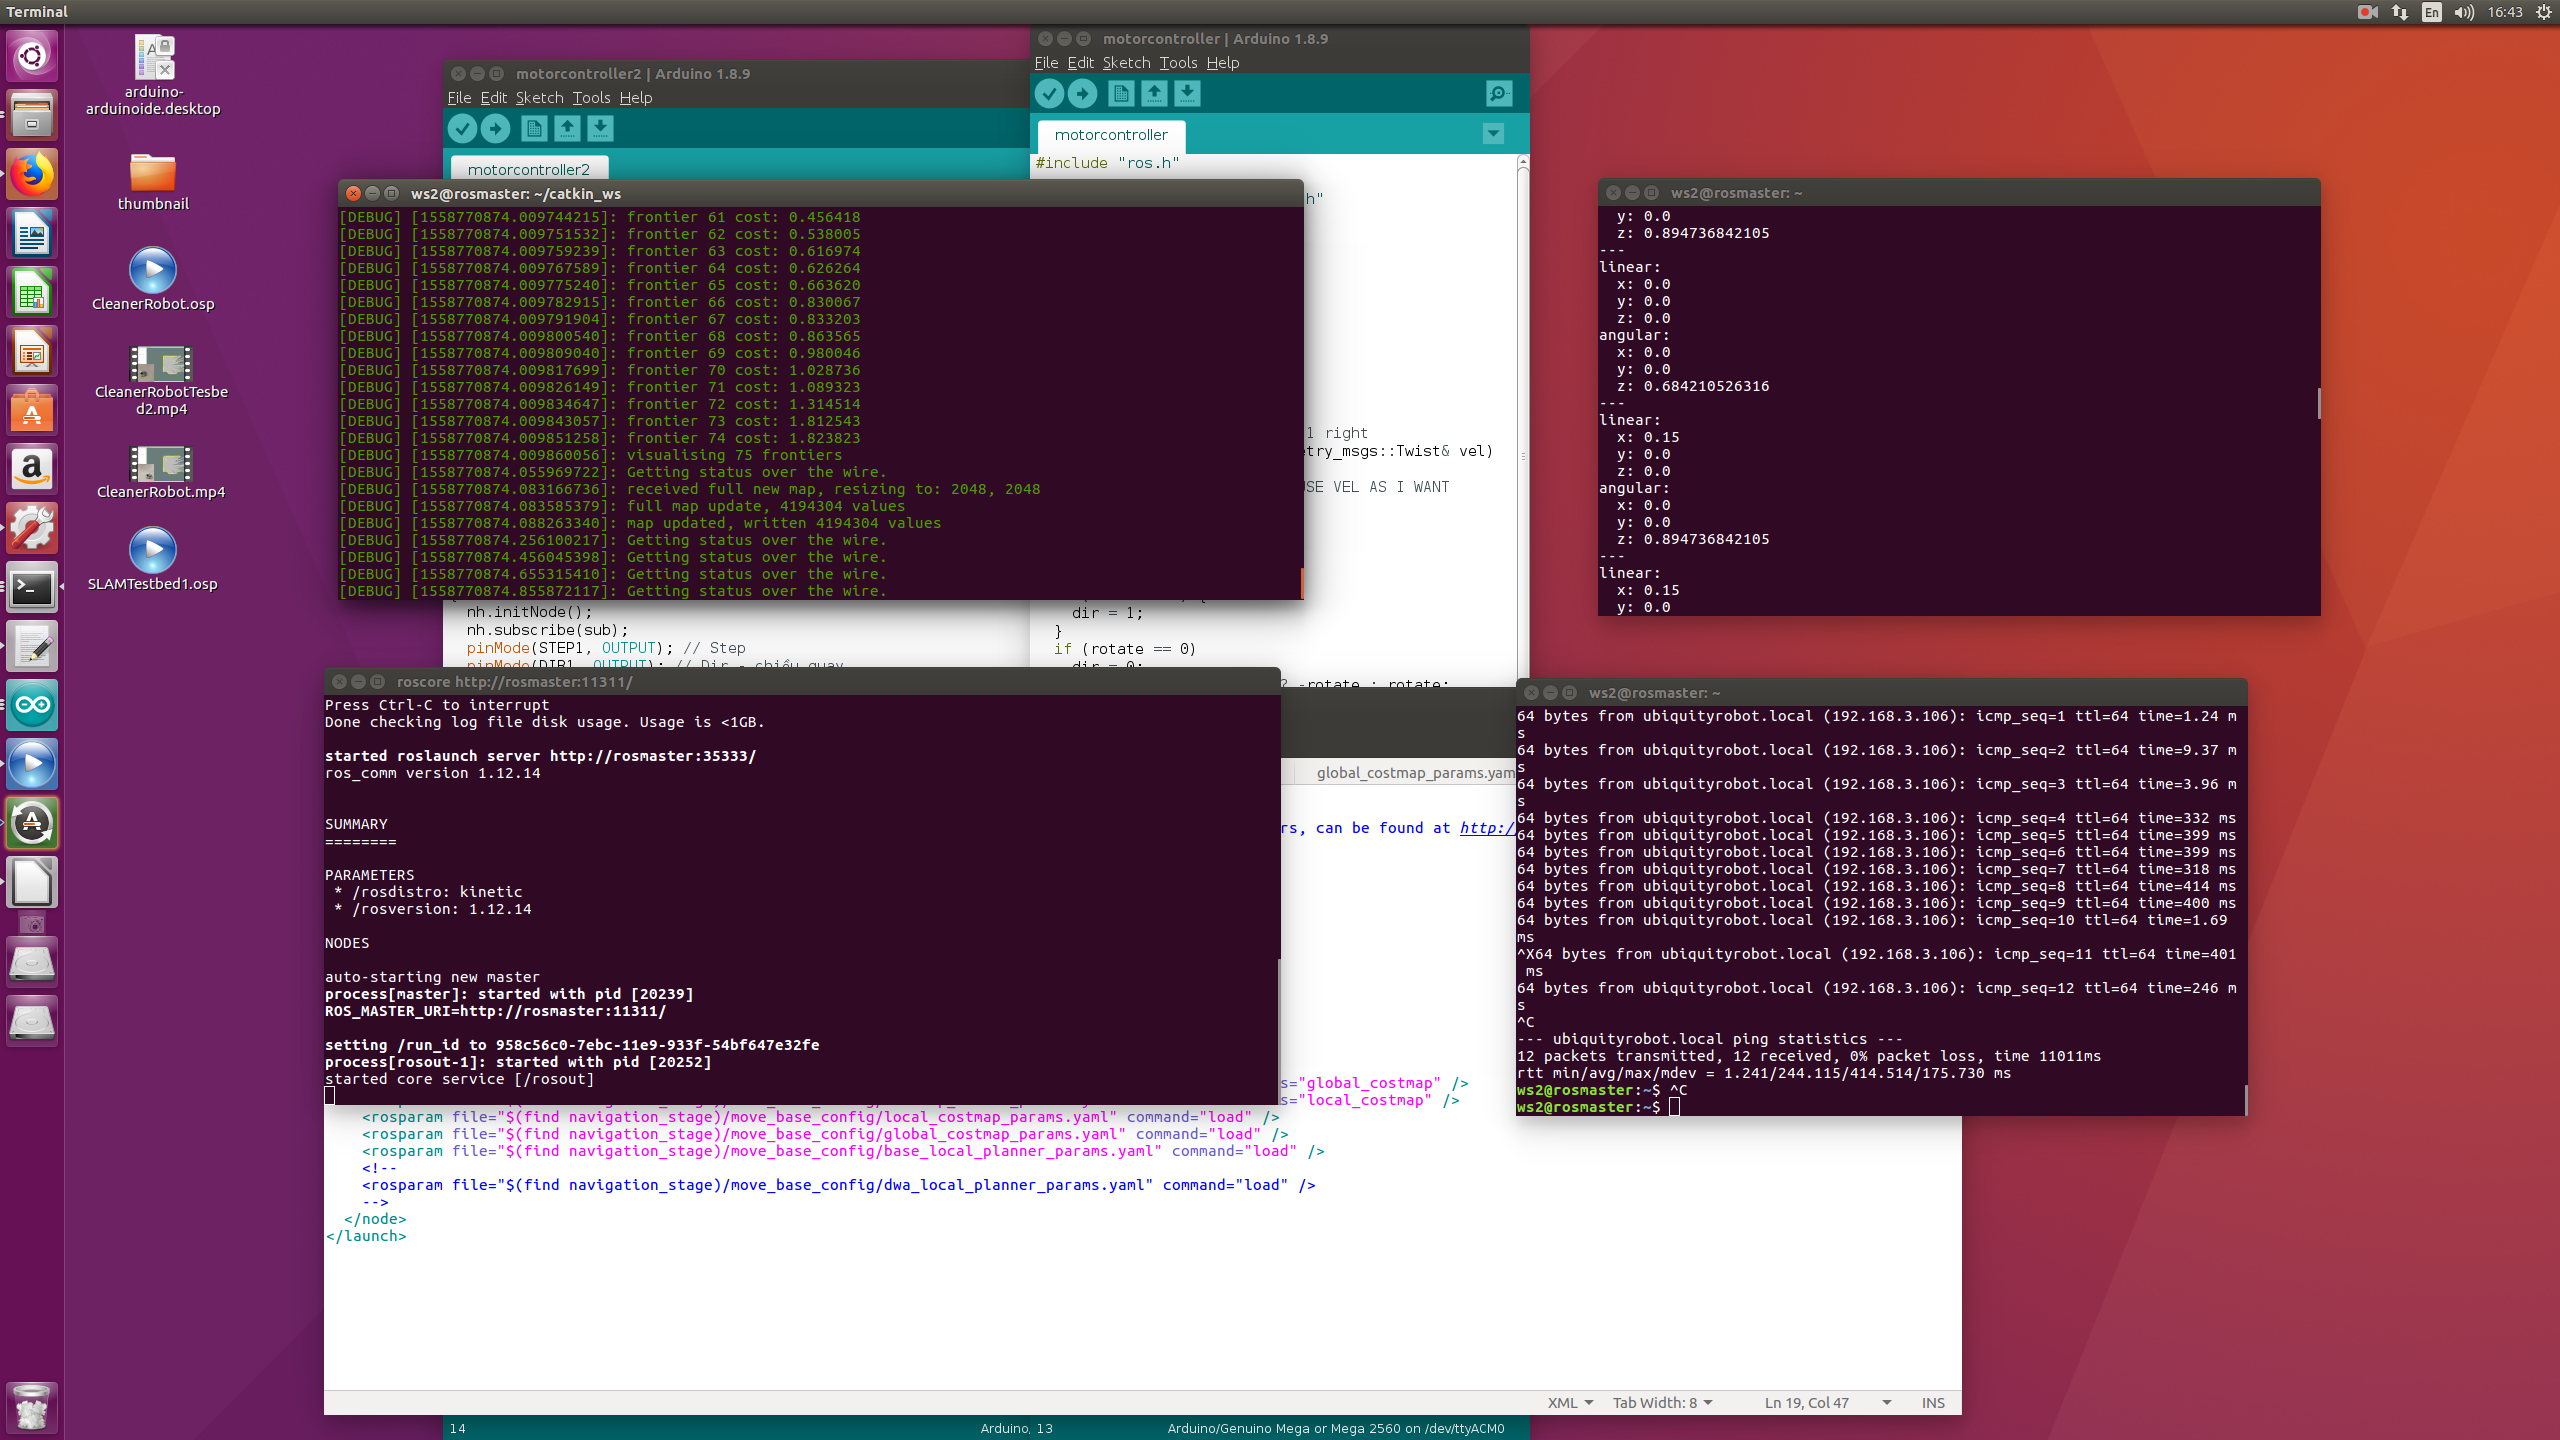 Terminal
En
16:43
arduino-
arduinoide.desktop
thumbnail
CleanerRobot.osp
CleanerRobotTesbe
d2.mp4
CleanerRobot.mp4
SLAMTestbed1.osp
motorcontroller2 | Arduino 1.8.9
File Edit Sketch Tools Help
motorcontroller2
motorcontroller | Arduino 1.8.9
File Edit Sketch Tools Help
motorcontroller
#include "ros.h"
h"
1 right
etry_msgs::Twist& vel)
USE VEL AS I WANT
dir = 1;
}
if (rotate == 0)
dir = 0;
? -rotate : rotate;
ws2@rosmaster: ~/catkin_ws
[DEBUG] [1558770874.009744215]: frontier 61 cost: 0.456418
[DEBUG] [1558770874.009751532]: frontier 62 cost: 0.538005
[DEBUG] [1558770874.009759239]: frontier 63 cost: 0.616974
[DEBUG] [1558770874.009767589]: frontier 64 cost: 0.626264
[DEBUG] [1558770874.009775240]: frontier 65 cost: 0.663620
[DEBUG] [1558770874.009782915]: frontier 66 cost: 0.830067
[DEBUG] [1558770874.009791904]: frontier 67 cost: 0.833203
[DEBUG] [1558770874.009800540]: frontier 68 cost: 0.863565
[DEBUG] [1558770874.009809040]: frontier 69 cost: 0.980046
[DEBUG] [1558770874.009817699]: frontier 70 cost: 1.028736
[DEBUG] [1558770874.009826149]: frontier 71 cost: 1.089323
[DEBUG] [1558770874.009834647]: frontier 72 cost: 1.314514
[DEBUG] [1558770874.009843057]: frontier 73 cost: 1.812543
[DEBUG] [1558770874.009851258]: frontier 74 cost: 1.823823
[DEBUG] [1558770874.009860056]: visualising 75 frontiers
[DEBUG] [1558770874.055969722]: Getting status over the wire.
[DEBUG] [1558770874.083166736]: received full new map, resizing to: 2048, 2048
[DEBUG] [1558770874.083585379]: full map update, 4194304 values
[DEBUG] [1558770874.088263340]: map updated, written 4194304 values
[DEBUG] [1558770874.256100217]: Getting status over the wire.
[DEBUG] [1558770874.456045398]: Getting status over the wire.
[DEBUG] [1558770874.655315410]: Getting status over the wire.
[DEBUG] [1558770874.855872117]: Getting status over the wire.
nh.initNode();
nh.subscribe(sub);
pinMode(STEP1, OUTPUT); // Step
pinMode(DIR1, OUTPUT); // Dir - chiều quay
ws2@rosmaster: ~
y: 0.0
z: 0.894736842105
---
linear:
x: 0.0
y: 0.0
z: 0.0
angular:
x: 0.0
y: 0.0
z: 0.684210526316
---
linear:
x: 0.15
y: 0.0
z: 0.0
angular:
x: 0.0
y: 0.0
z: 0.894736842105
---
linear:
x: 0.15
y: 0.0
roscore http://rosmaster:11311/
Press Ctrl-C to interrupt
Done checking log file disk usage. Usage is <1GB.
started roslaunch server http://rosmaster:35333/
ros_comm version 1.12.14
SUMMARY
========
PARAMETERS
* /rosdistro: kinetic
* /rosversion: 1.12.14
NODES
auto-starting new master
process[master]: started with pid [20239]
ROS_MASTER_URI=http://rosmaster:11311/
setting /run_id to 958c56c0-7ebc-11e9-933f-54bf647e32fe
process[rosout-1]: started with pid [20252]
started core service [/rosout]
global_costmap_params.yam
rs, can be found at http:/
s="global_costmap" />
s="local_costmap" />
<rosparam file="$(find navigation_stage)/move_base_config/local_costmap_params.yaml" command="load" />
<rosparam file="$(find navigation_stage)/move_base_config/global_costmap_params.yaml" command="load" />
<rosparam file="$(find navigation_stage)/move_base_config/base_local_planner_params.yaml" command="load" />
<!--
<rosparam file="$(find navigation_stage)/move_base_config/dwa_local_planner_params.yaml" command="load" />
-->
</node>
</launch>
XML Tab Width: 8 Ln 19, Col 47 INS
ws2@rosmaster: ~
64 bytes from ubiquityrobot.local (192.168.3.106): icmp_seq=1 ttl=64 time=1.24 m
s
64 bytes from ubiquityrobot.local (192.168.3.106): icmp_seq=2 ttl=64 time=9.37 m
s
64 bytes from ubiquityrobot.local (192.168.3.106): icmp_seq=3 ttl=64 time=3.96 m
s
64 bytes from ubiquityrobot.local (192.168.3.106): icmp_seq=4 ttl=64 time=332 ms
64 bytes from ubiquityrobot.local (192.168.3.106): icmp_seq=5 ttl=64 time=399 ms
64 bytes from ubiquityrobot.local (192.168.3.106): icmp_seq=6 ttl=64 time=399 ms
64 bytes from ubiquityrobot.local (192.168.3.106): icmp_seq=7 ttl=64 time=318 ms
64 bytes from ubiquityrobot.local (192.168.3.106): icmp_seq=8 ttl=64 time=414 ms
64 bytes from ubiquityrobot.local (192.168.3.106): icmp_seq=9 ttl=64 time=400 ms
64 bytes from ubiquityrobot.local (192.168.3.106): icmp_seq=10 ttl=64 time=1.69
ms
^X64 bytes from ubiquityrobot.local (192.168.3.106): icmp_seq=11 ttl=64 time=401
ms
64 bytes from ubiquityrobot.local (192.168.3.106): icmp_seq=12 ttl=64 time=246 m
s
^C
--- ubiquityrobot.local ping statistics ---
12 packets transmitted, 12 received, 0% packet loss, time 11011ms
rtt min/avg/max/mdev = 1.241/244.115/414.514/175.730 ms
ws2@rosmaster:~$ ^C
ws2@rosmaster:~$
14
Arduino, 13
Arduino/Genuino Mega or Mega 2560 on /dev/ttyACM0